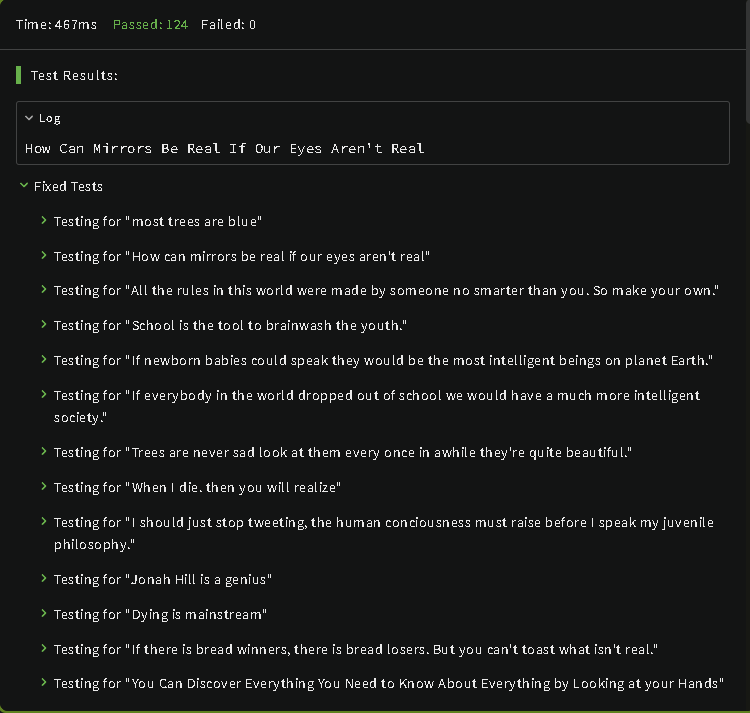 Time: 467ms Passed: 124 Failed: 0
Test Results:
Log
How Can Mirrors Be Real If Our Eyes Aren't Real
Fixed Tests
Testing for "most trees are blue"
Testing for "How can mirrors be real if our eyes aren't real"
Testing for "All the rules in this world were made by someone no smarter than you. So make your own."
Testing for "School is the tool to brainwash the youth."
Testing for "If newborn babies could speak they would be the most intelligent beings on planet Earth."
Testing for "If everybody in the world dropped out of school we would have a much more intelligent
society."
Testing for "Trees are never sad look at them every once in awhile they're quite beautiful."
Testing for "When I die. then you will realize"
Testing for "I should just stop tweeting, the human conciousness must raise before I speak my juvenile
philosophy."
Testing for "Jonah Hill is a genius"
Testing for "Dying is mainstream"
Testing for "If there is bread winners, there is bread losers. But you can't toast what isn't real."
Testing for "You Can Discover Everything You Need to Know About Everything by Looking at your Hands"